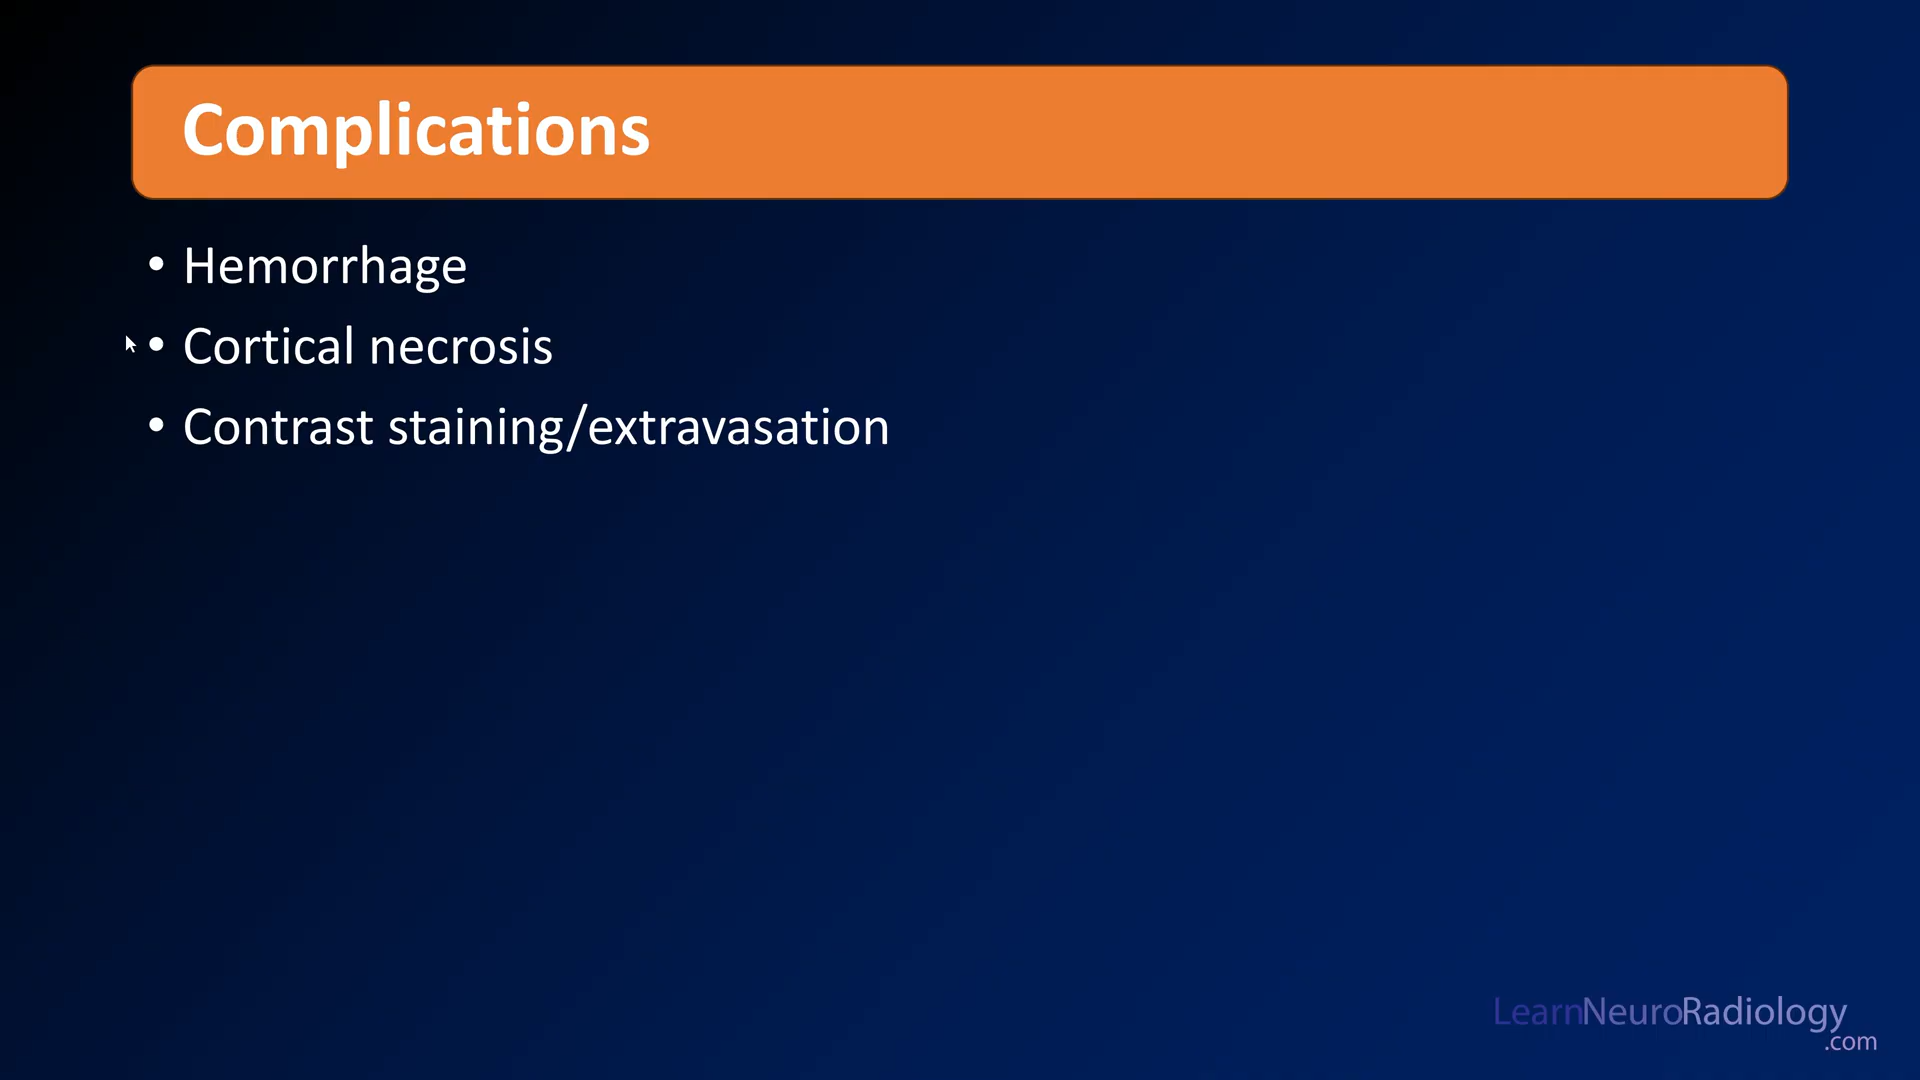 Complications
• Hemorrhage
• Cortical necrosis
• Contrast staining/extravasation
LearnNeuroRadiology
.com